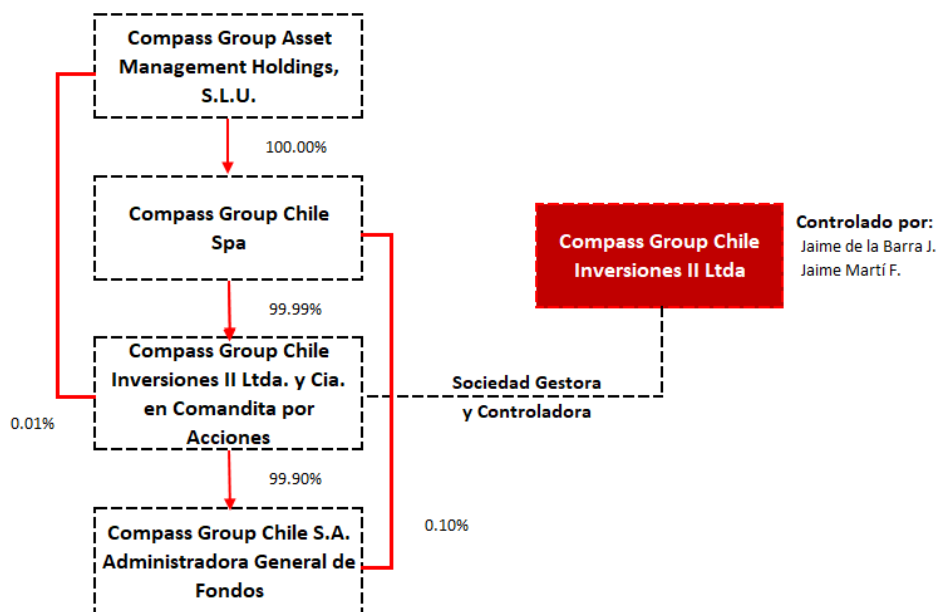 Compass Group Asset
Management Holdings,
S.L.U.
100.00%
Compass Group Chile
Spa
Compass Group Chile
Inversiones II Ltda
Controlado por:
Jaime de la Barra J.
Jaime Martí F.
99.99%
Compass Group Chile
Inversiones II Ltda. y Cia.
en Comandita por
Acciones
Sociedad Gestora
y Controladora
0.01%
99.90%
0.10%
Compass Group Chile S.A.
Administradora General de
Fondos